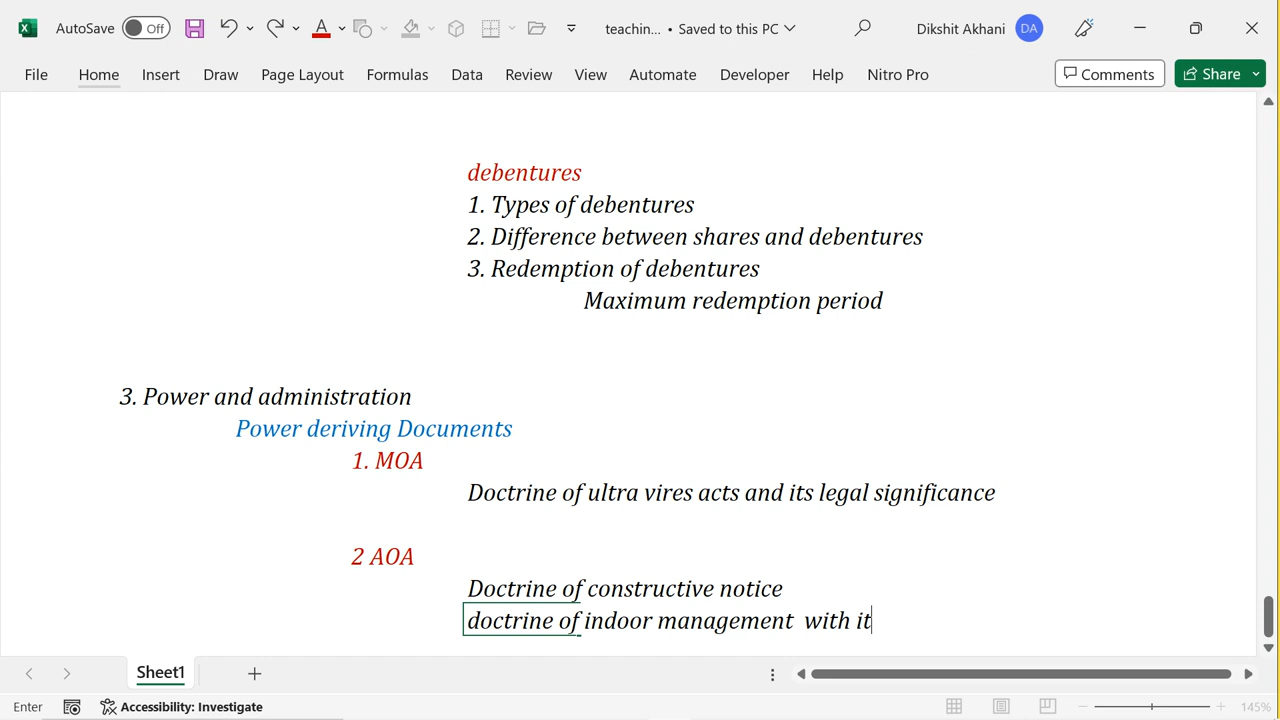 AutoSave Off teachin... • Saved to this PC Dikshit Akhani DA
File Home Insert Draw Page Layout Formulas Data Review View Automate Developer Help Nitro Pro Comments Share
debentures
1. Types of debentures
2. Difference between shares and debentures
3. Redemption of debentures
Maximum redemption period
3. Power and administration
Power deriving Documents
1. MOA
Doctrine of ultra vires acts and its legal significance
2 AOA
Doctrine of constructive notice
doctrine of indoor management  with it
Sheet1
Enter Accessibility: Investigate 145%